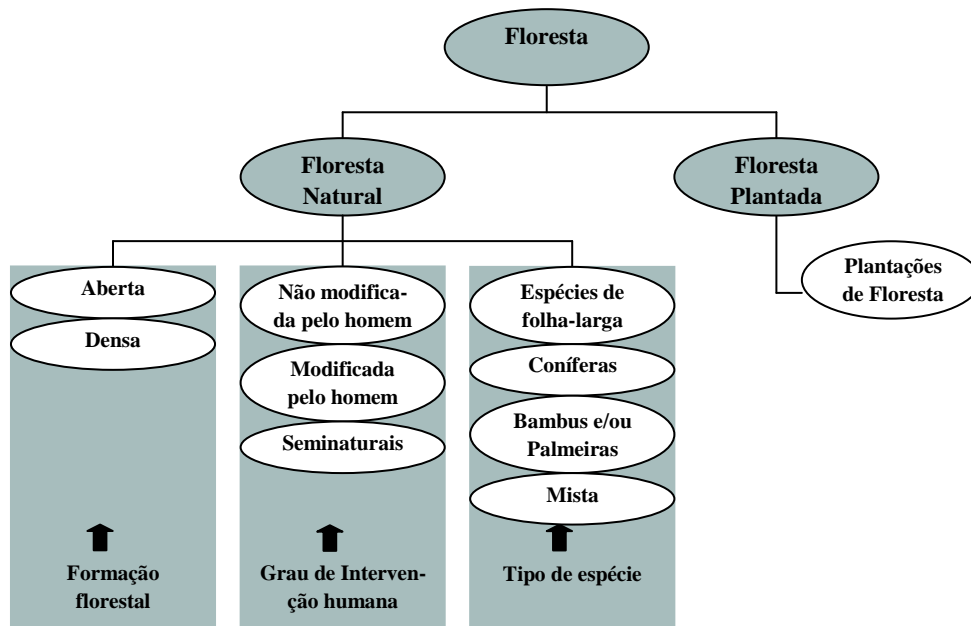 Floresta
Floresta
Natural
Floresta
Plantada
Aberta
Densa
Não modifica-
da pelo homem
Modificada
pelo homem
Seminaturais
Espécies de
folha-larga
Coníferas
Bambus e/ou
Palmeiras
Mista
Plantações
de Floresta
Formação
florestal
Grau de Interven-
ção humana
Tipo de espécie